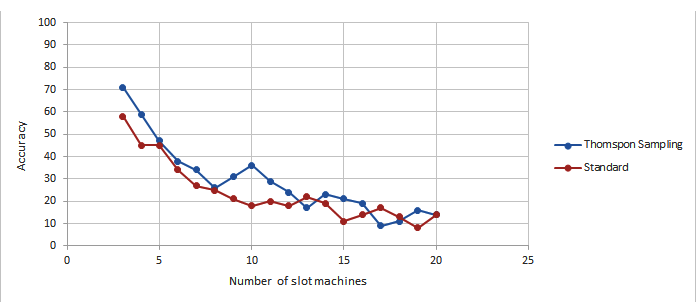 100
90
80
70
60
50
40
30
20
10
0
0 5 10 15 20 25
Accuracy
Number of slot machines
Thomspon Sampling
Standard